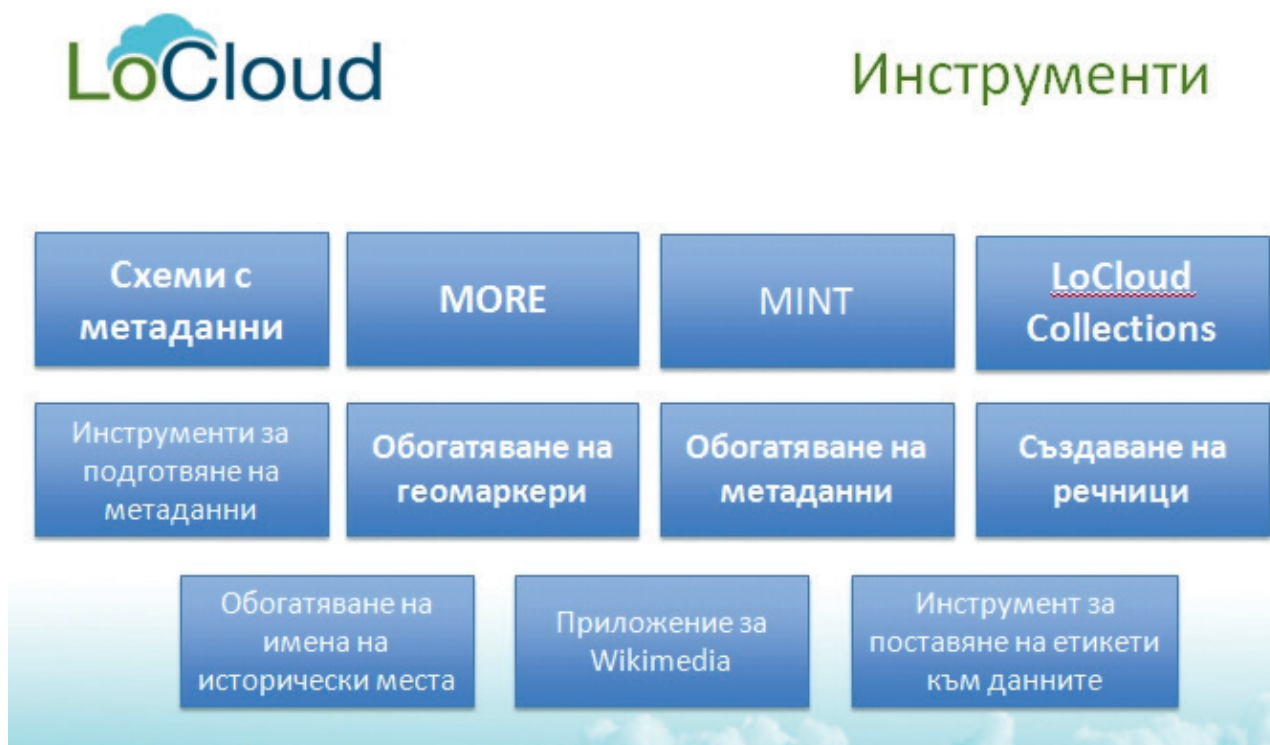 LoCloud
Инструменти
Схеми с
метаданни
MORE
MINT
LoCloud
Collections
Инструменти за
подготвяне на
метаданни
Обогатяване на
геомаркери
Обогатяване на
метаданни
Създаване на
речници
Обогатяване на
имена на
исторически места
Приложение за
Wikimedia
Инструмент за
поставяне на етикети
към данните